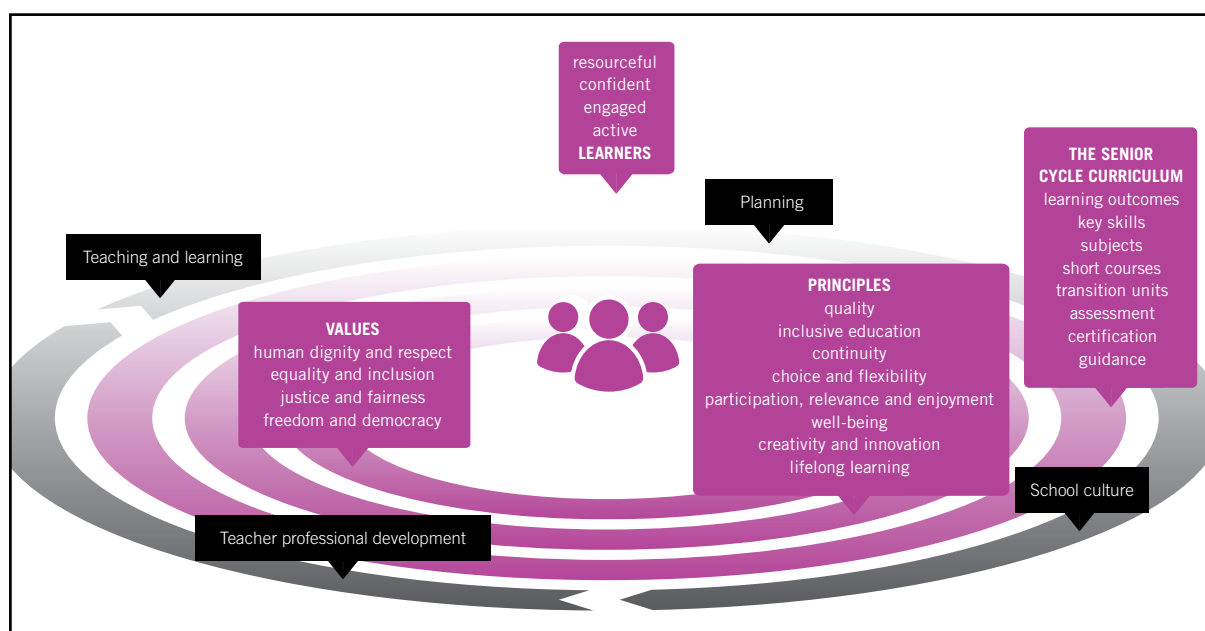 resourceful
confident
engaged
active
LEARNERS
THE SENIOR
CYCLE CURRICULUM
learning outcomes
key skills
subjects
short courses
transition units
assessment
certification
guidance
Planning
Teaching and learning
PRINCIPLES
quality
inclusive education
continuity
choice and flexibility
participation, relevance and enjoyment
well-being
creativity and innovation
lifelong learning
VALUES
human dignity and respect
equality and inclusion
justice and fairness
freedom and democracy
School culture
Teacher professional development